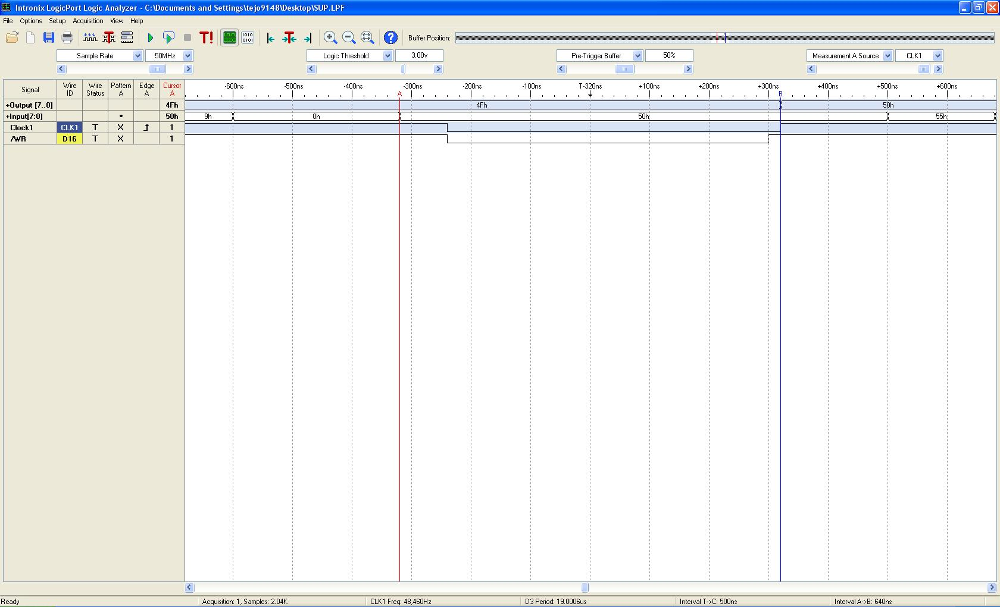 Intronix LogicPort Logic Analyzer - C:\Documents and Settings\tejo9148\Desktop\SUP.LPF
File Options Setup Acquisition View Help
T! 1010 0101 ? Buffer Position:
Sample Rate 50MHz Logic Threshold 3.00v Pre-Trigger Buffer 50% Measurement A Source CLK1
Signal Wire ID Wire Status Pattern A Edge A Cursor A -600ns -500ns -400ns -300ns -200ns -100ns T-320ns +100ns +200ns +300ns +400ns +500ns +600ns
A B
+Output [7..0] 4Fh 4Fh 50h
+Input[7:0] • 50h 9h 0h 50h 55h
Clock1 CLK1 T X 1
/WR D16 T X 1
Ready Acquisition: 1, Samples: 2.04K CLK1 Freq: 48,460Hz D3 Period: 19.0006us Interval T->C: 500ns Interval A->B: 640ns